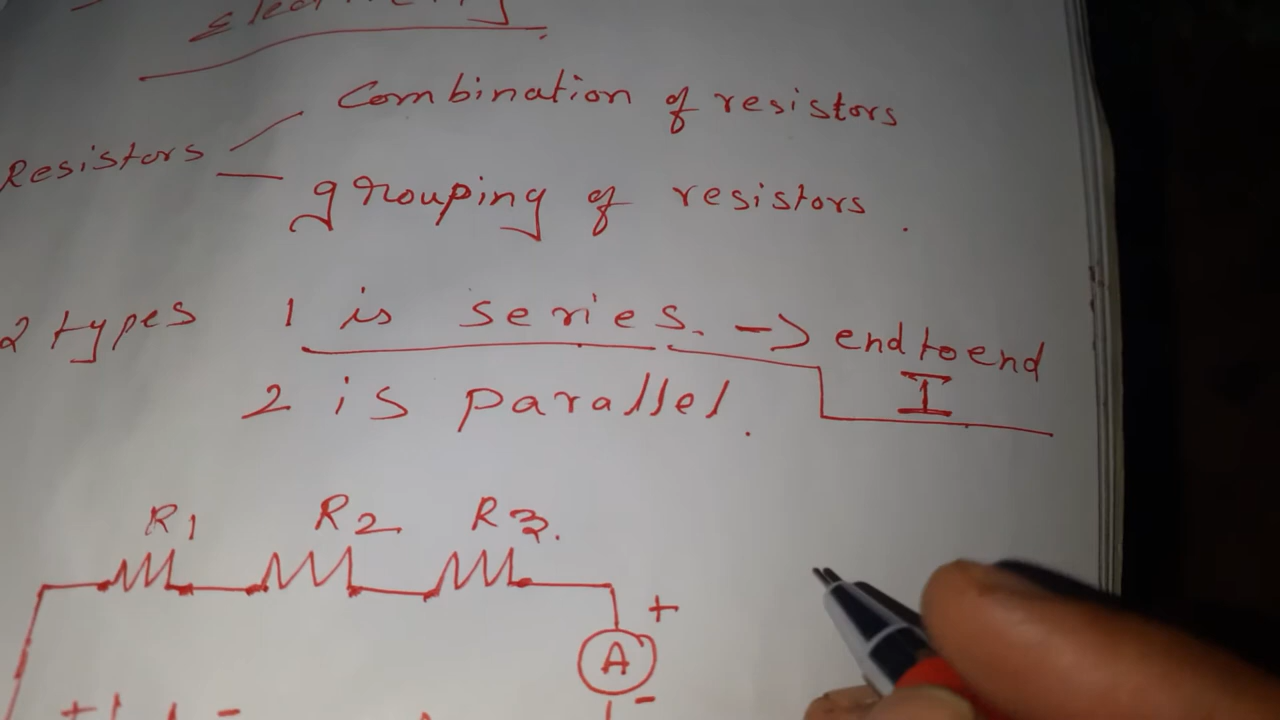 Combination of resistors
Resistors
grouping of resistors.
2 types 1 is series. -> end to end
I
2 is parallel.
R1 R2 R3.
+
A
-
+ -